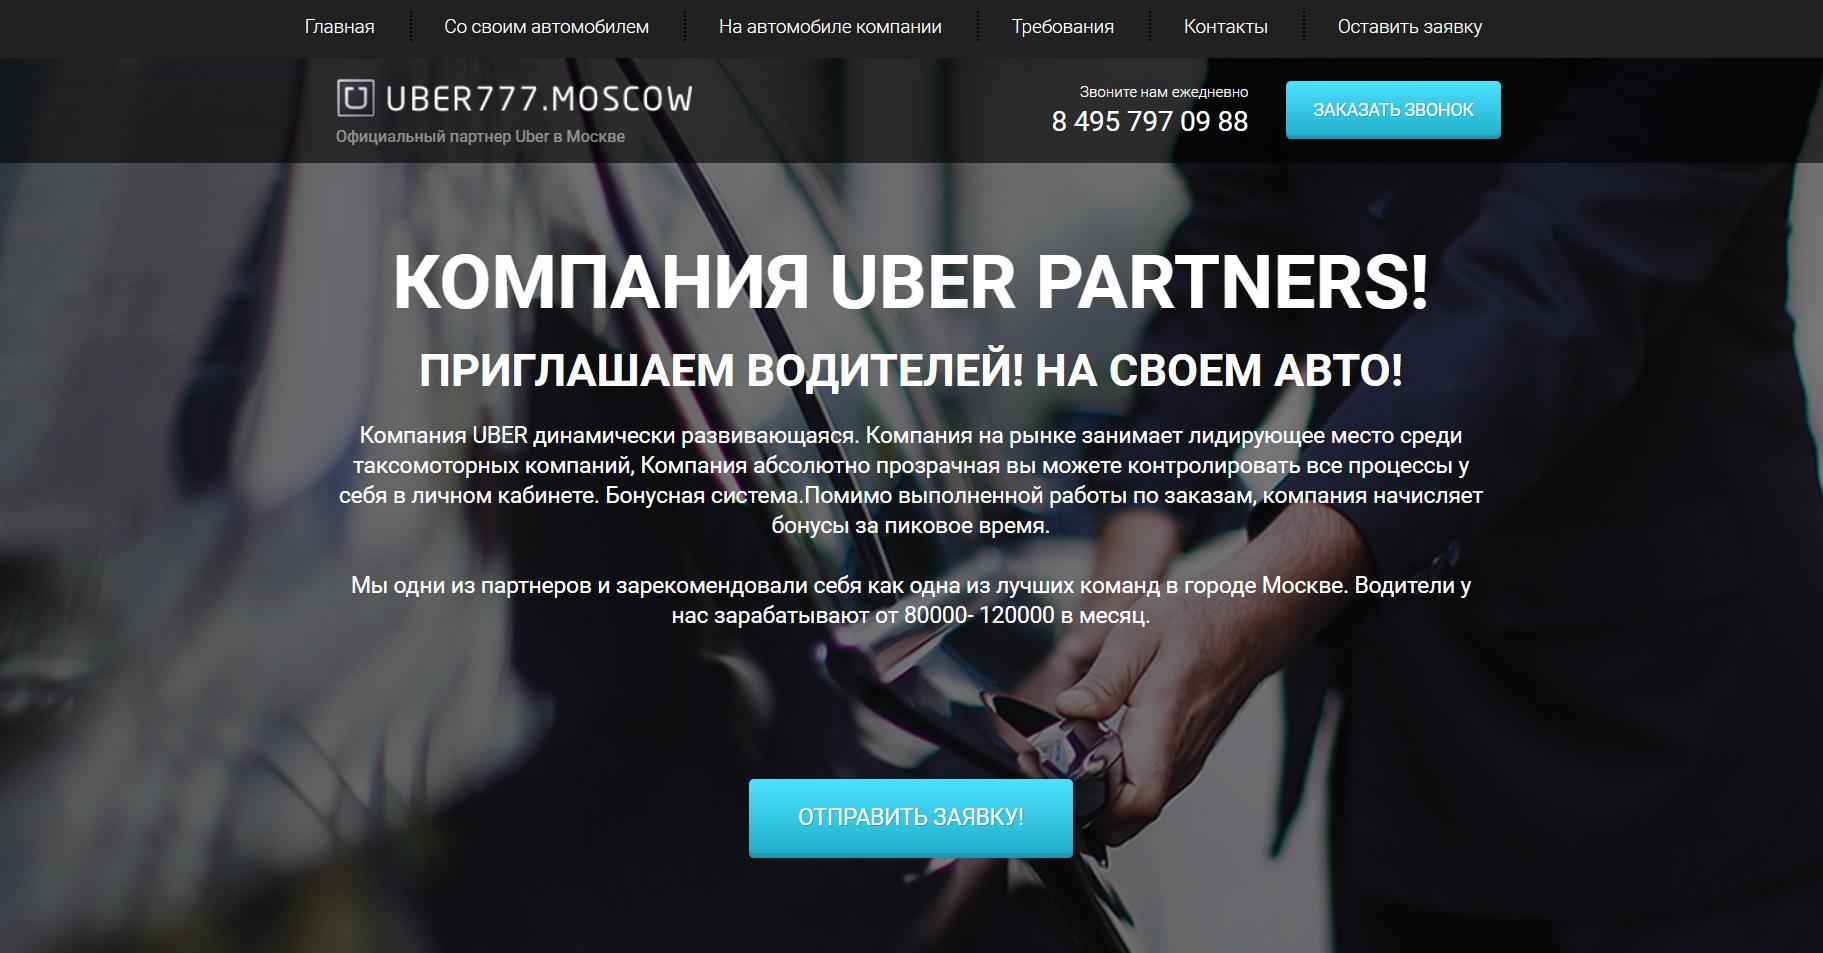 Главная
Со своим автомобилем
На автомобиле компании
Требования
Контакты
Оставить заявку
UBER777.MOSCOW
Официальный партнер Uber в Москве
Звоните нам ежедневно
8 495 797 09 88
ЗАКАЗАТЬ ЗВОНОК
КОМПАНИЯ UBER PARTNERS!
ПРИГЛАШАЕМ ВОДИТЕЛЕЙ! НА СВОЕМ АВТО!
Компания UBER динамически развивающаяся. Компания на рынке занимает лидирующее место среди
таксомоторных компаний, Компания абсолютно прозрачная вы можете контролировать все процессы у
себя в личном кабинете. Бонусная система.Помимо выполненной работы по заказам, компания начисляет
бонусы за пиковое время.
Мы одни из партнеров и зарекомендовали себя как одна из лучших команд в городе Москве. Водители у
нас зарабатывают от 80000- 120000 в месяц.
ОТПРАВИТЬ ЗАЯВКУ!